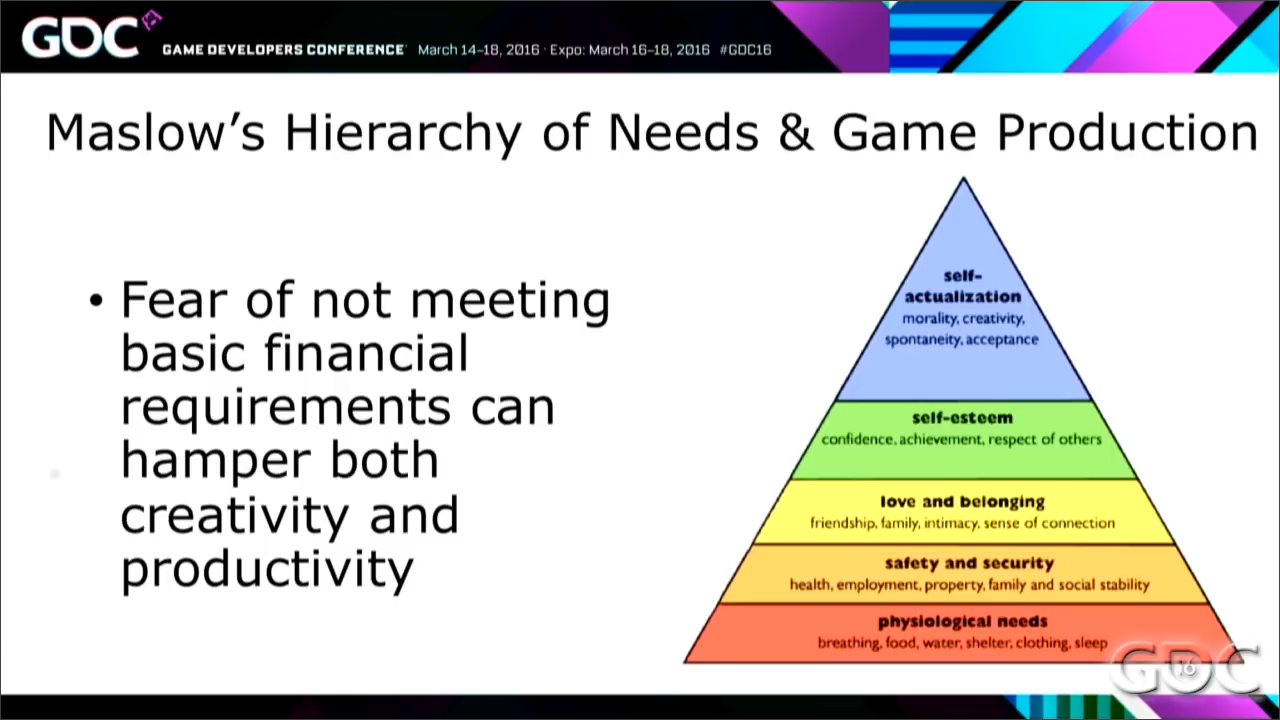 GDC
GAME DEVELOPERS CONFERENCE March 14–18, 2016 · Expo: March 16–18, 2016 #GDC16
Maslow’s Hierarchy of Needs & Game Production
• Fear of not meeting
basic financial
requirements can
hamper both
creativity and
productivity
self-
actualization
morality, creativity,
spontaneity, acceptance
self-esteem
confidence, achievement, respect of others
love and belonging
friendship, family, intimacy, sense of connection
safety and security
health, employment, property, family and social stability
physiological needs
breathing, food, water, shelter, clothing, sleep
GDC
16